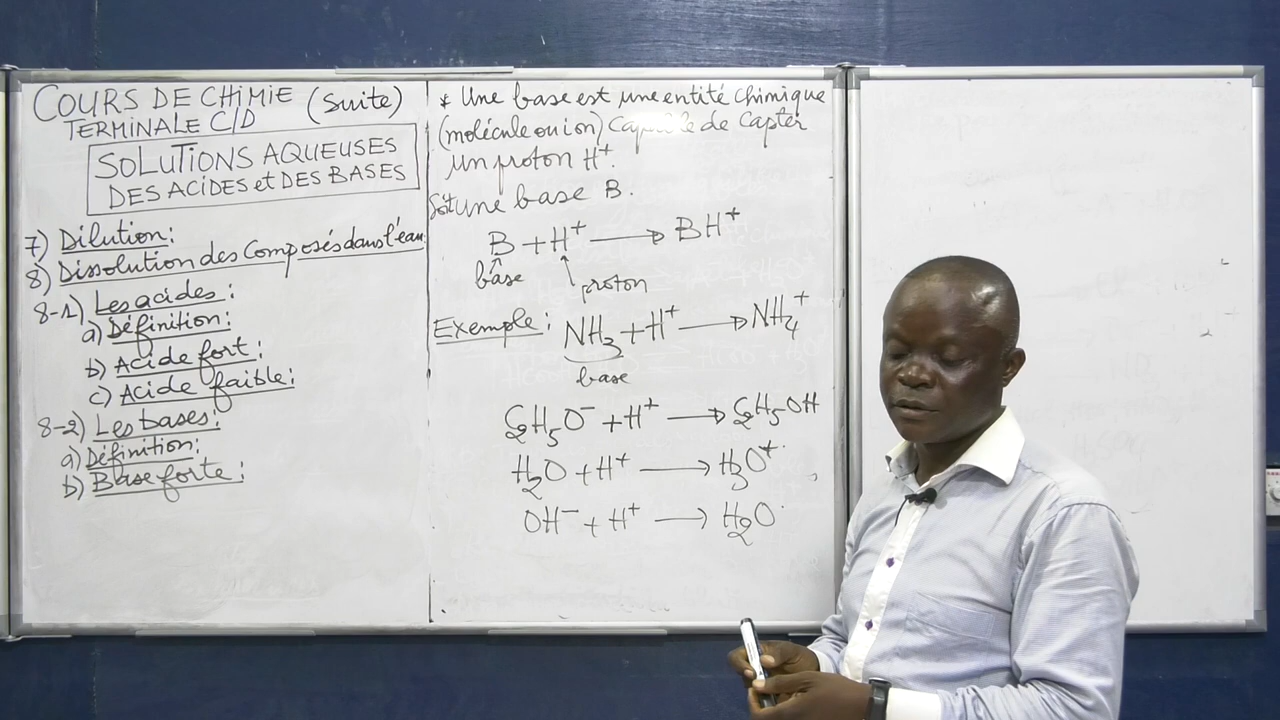 COURS DE CHIMIE (Suite)
TERMINALE C/D
SOLUTIONS AQUEUSES
DES ACIDES et DES BASES
7) Dilution:
8) Dissolution des Composés dans l'eau
8-1) Les acides:
a) Définition:
b) Acide fort:
c) Acide faible:
8-2) Les bases:
a) Définition:
b) Base forte:
* Une base est une entité chimique
(molécule ou ion) Capable de Capter
un proton H⁺.
Soit une base B.
B + H⁺ → BH⁺
base proton
Exemple: NH₃ + H⁺ → NH₄⁺
base
C₂H₅O⁻ + H⁺ → C₂H₅OH
H₂O + H⁺ → H₃O⁺
OH⁻ + H⁺ → H₂O